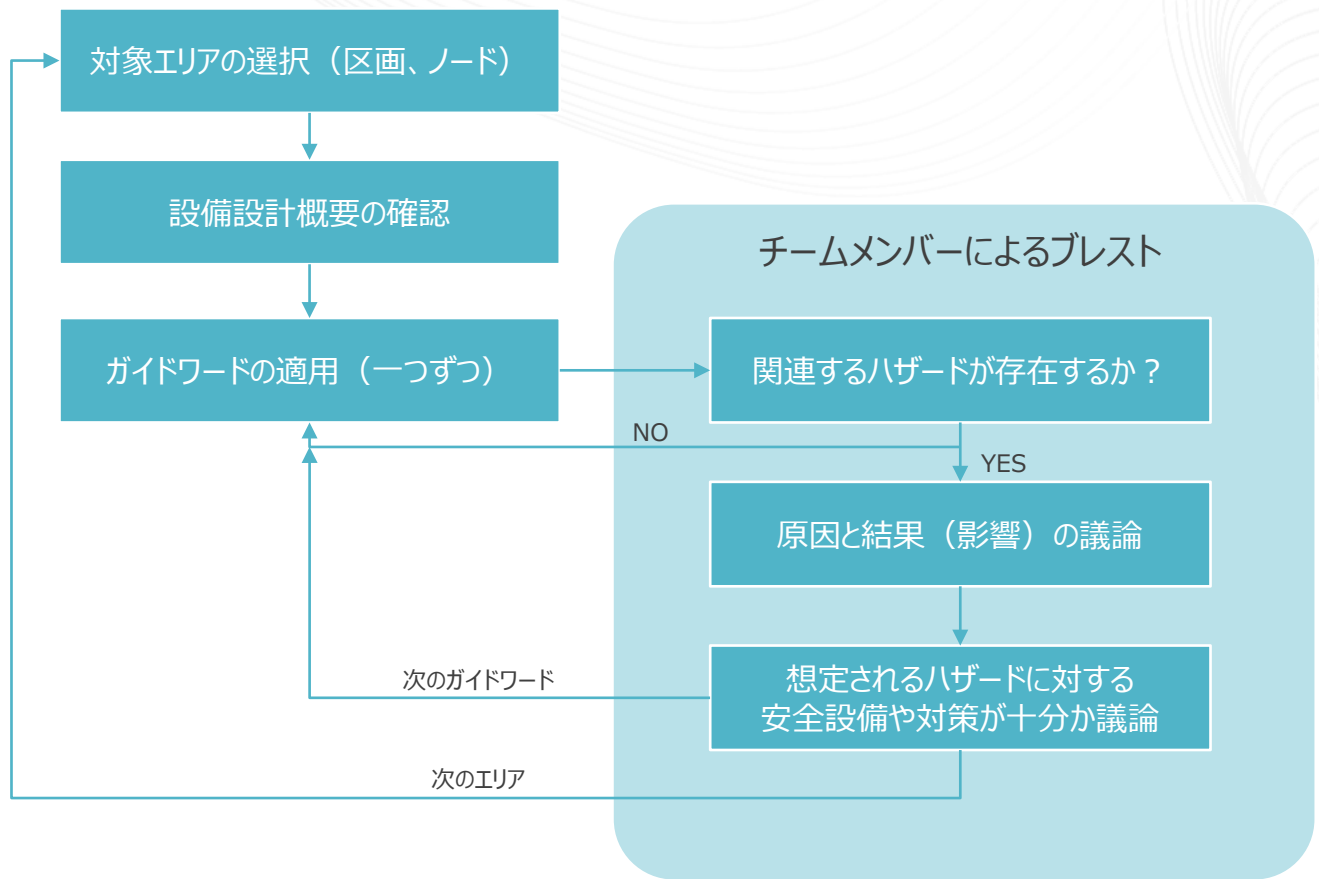 対象エリアの選択（区画、ノード）
設備設計概要の確認
チームメンバーによるブレスト
ガイドワードの適用（一つずつ）
関連するハザードが存在するか？
NO
YES
原因と結果（影響）の議論
想定されるハザードに対する
安全設備や対策が十分か議論
次のガイドワード
次のエリア